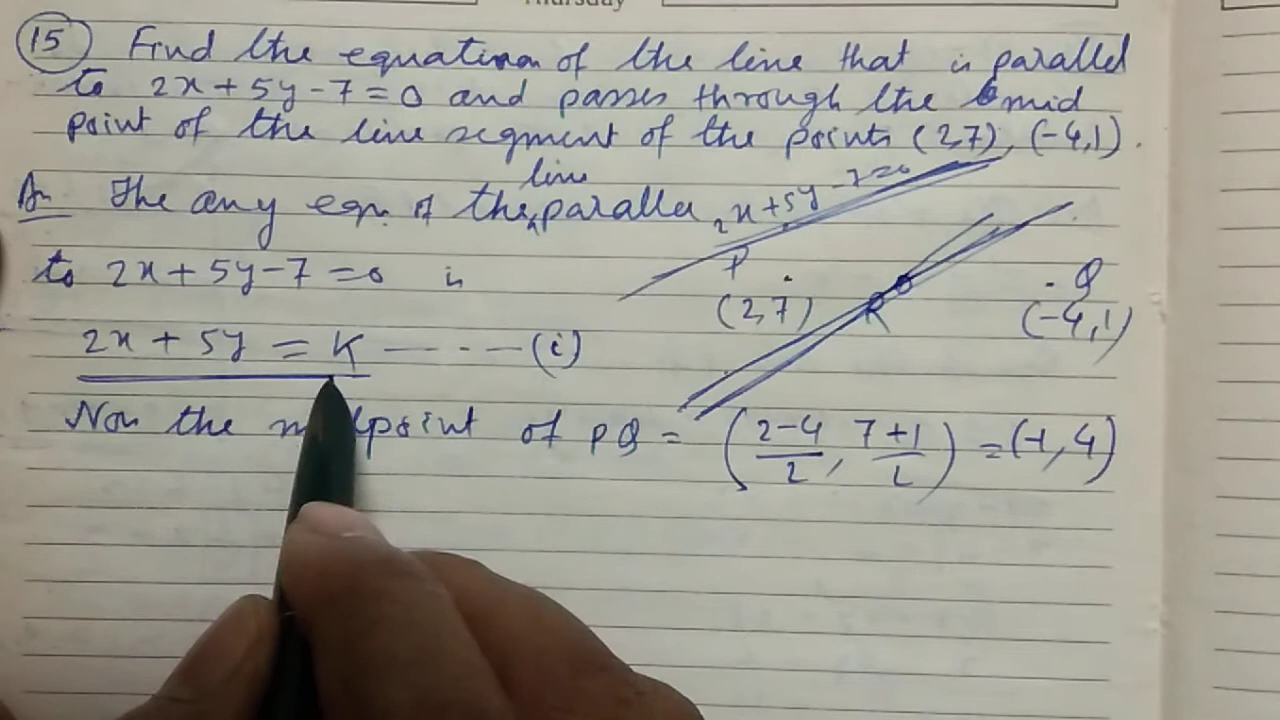 Thursday
(15) Find the equation of the line that is parallel
to 2x+5y-7=0 and passes through the mid
point of the line segment of the points (2,7), (-4,1).
line
An The any eqn. of the parallel
2x+5y-7=0
to 2x+5y-7=0 is
P
Q
(2,7)
R
(-4,1)
2x+5y=K ---- (i)
Now the point of PQ = (2-4/2, 7+1/2) = (-1,4)